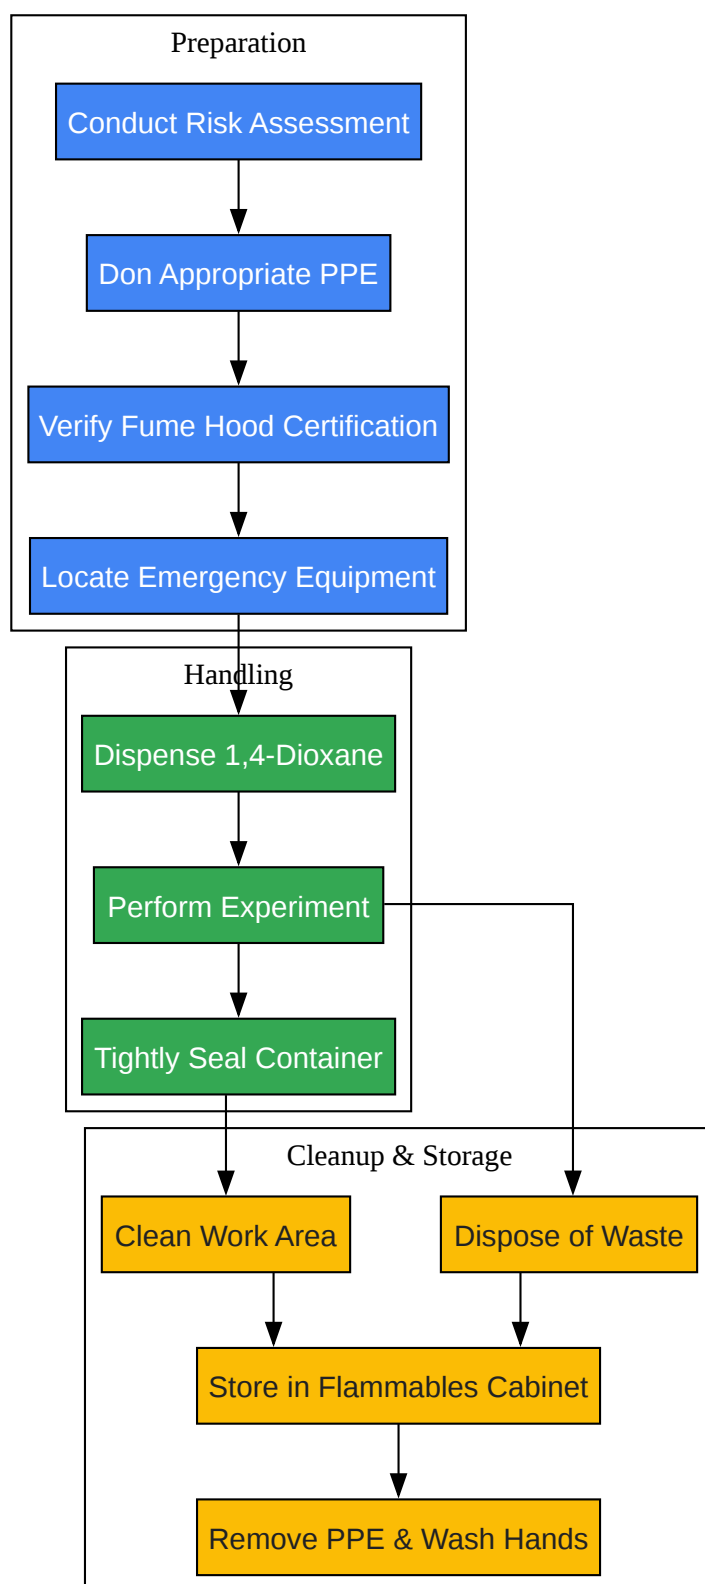 Preparation
Conduct Risk Assessment
Don Appropriate PPE
Verify Fume Hood Certification
Locate Emergency Equipment
Handling
Dispense 1,4-Dioxane
Perform Experiment
Tightly Seal Container
Cleanup & Storage
Clean Work Area
Dispose of Waste
Store in Flammables Cabinet
Remove PPE & Wash Hands